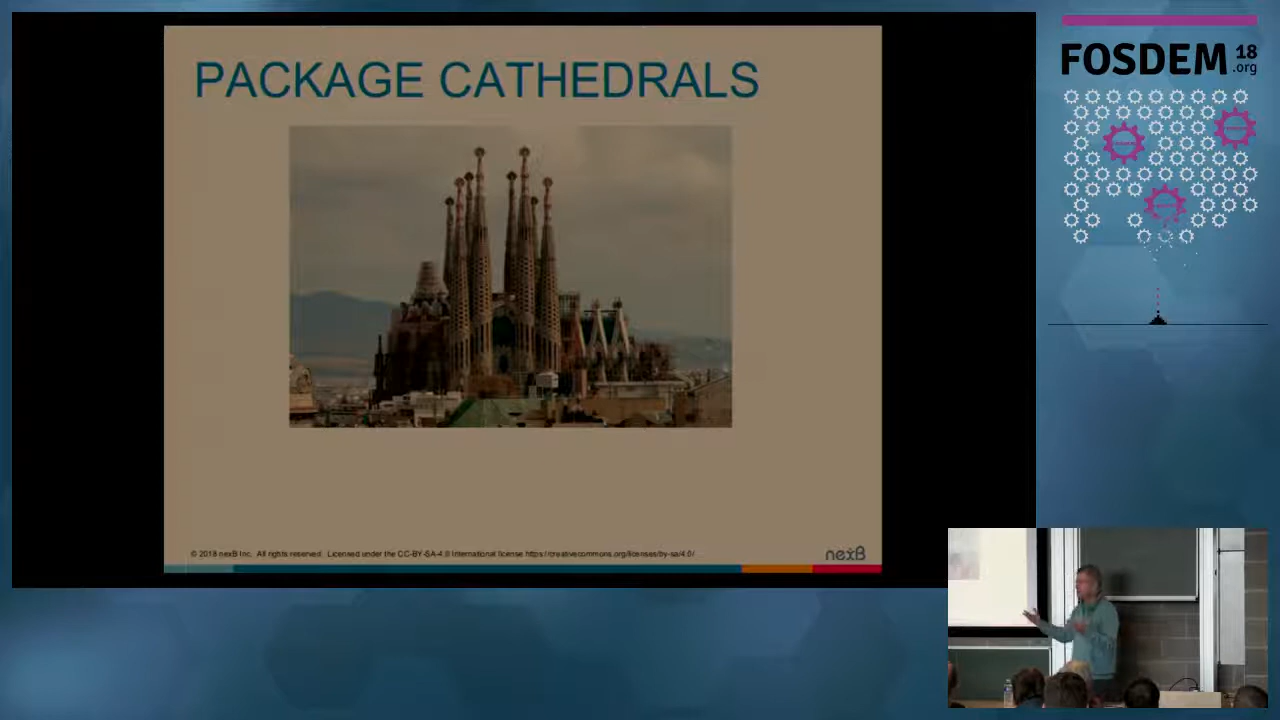 PACKAGE CATHEDRALS
© 2018 nexB Inc. All rights reserved. Licensed under the CC-BY-SA-4.0 International license https://creativecommons.org/licenses/by-sa/4.0/
nexB
FOSDEM 18
.org